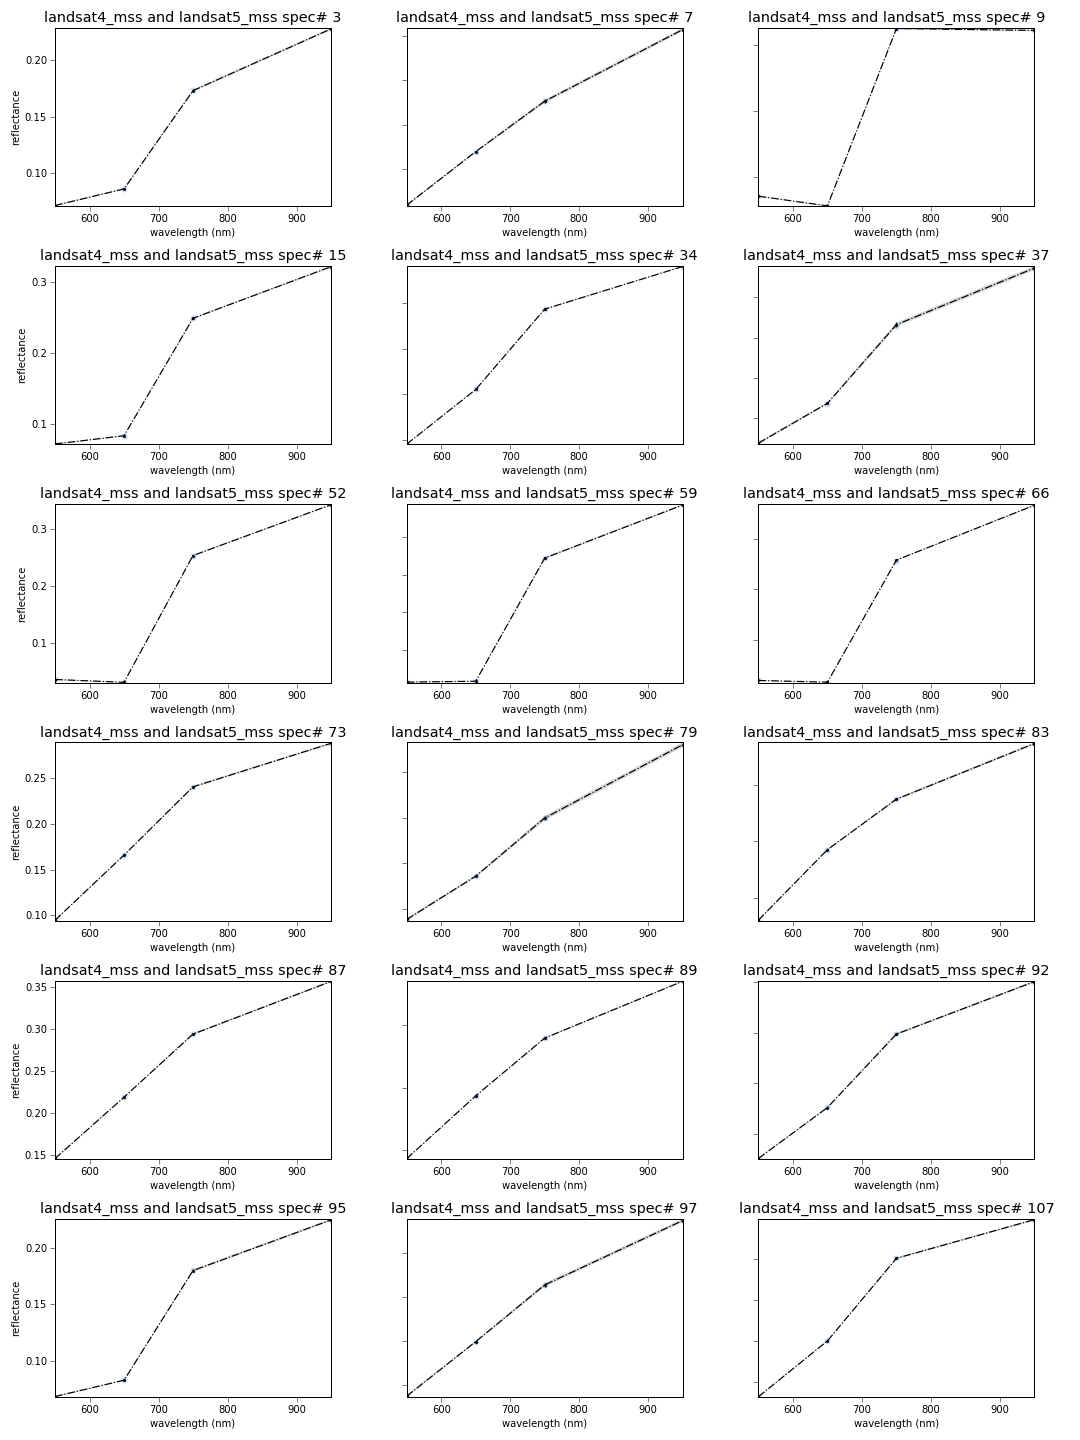 landsat4_mss and landsat5_mss spec# 3 landsat4_mss and landsat5_mss spec# 7 landsat4_mss and landsat5_mss spec# 9
0.20
0.15
0.10
reflectance
600 700 800 900 600 700 800 900 600 700 800 900
wavelength (nm) wavelength (nm) wavelength (nm)
landsat4_mss and landsat5_mss spec# 15 landsat4_mss and landsat5_mss spec# 34 landsat4_mss and landsat5_mss spec# 37
0.3
0.2
0.1
reflectance
600 700 800 900 600 700 800 900 600 700 800 900
wavelength (nm) wavelength (nm) wavelength (nm)
landsat4_mss and landsat5_mss spec# 52 landsat4_mss and landsat5_mss spec# 59 landsat4_mss and landsat5_mss spec# 66
0.3
0.2
0.1
reflectance
600 700 800 900 600 700 800 900 600 700 800 900
wavelength (nm) wavelength (nm) wavelength (nm)
landsat4_mss and landsat5_mss spec# 73 landsat4_mss and landsat5_mss spec# 79 landsat4_mss and landsat5_mss spec# 83
0.25
0.20
0.15
0.10
reflectance
600 700 800 900 600 700 800 900 600 700 800 900
wavelength (nm) wavelength (nm) wavelength (nm)
landsat4_mss and landsat5_mss spec# 87 landsat4_mss and landsat5_mss spec# 89 landsat4_mss and landsat5_mss spec# 92
0.35
0.30
0.25
0.20
0.15
reflectance
600 700 800 900 600 700 800 900 600 700 800 900
wavelength (nm) wavelength (nm) wavelength (nm)
landsat4_mss and landsat5_mss spec# 95 landsat4_mss and landsat5_mss spec# 97 landsat4_mss and landsat5_mss spec# 107
0.20
0.15
0.10
reflectance
600 700 800 900 600 700 800 900 600 700 800 900
wavelength (nm) wavelength (nm) wavelength (nm)